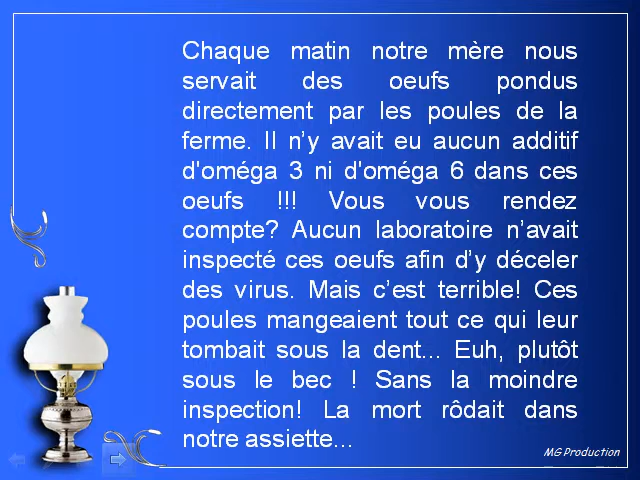 Chaque matin notre mère nous
servait des oeufs pondus
directement par les poules de la
ferme. Il n’y avait eu aucun additif
d'oméga 3 ni d'oméga 6 dans ces
oeufs !!! Vous vous rendez
compte? Aucun laboratoire n’avait
inspecté ces oeufs afin d’y déceler
des virus. Mais c’est terrible! Ces
poules mangeaient tout ce qui leur
tombait sous la dent... Euh, plutôt
sous le bec ! Sans la moindre
inspection! La mort rôdait dans
notre assiette...
MG Production